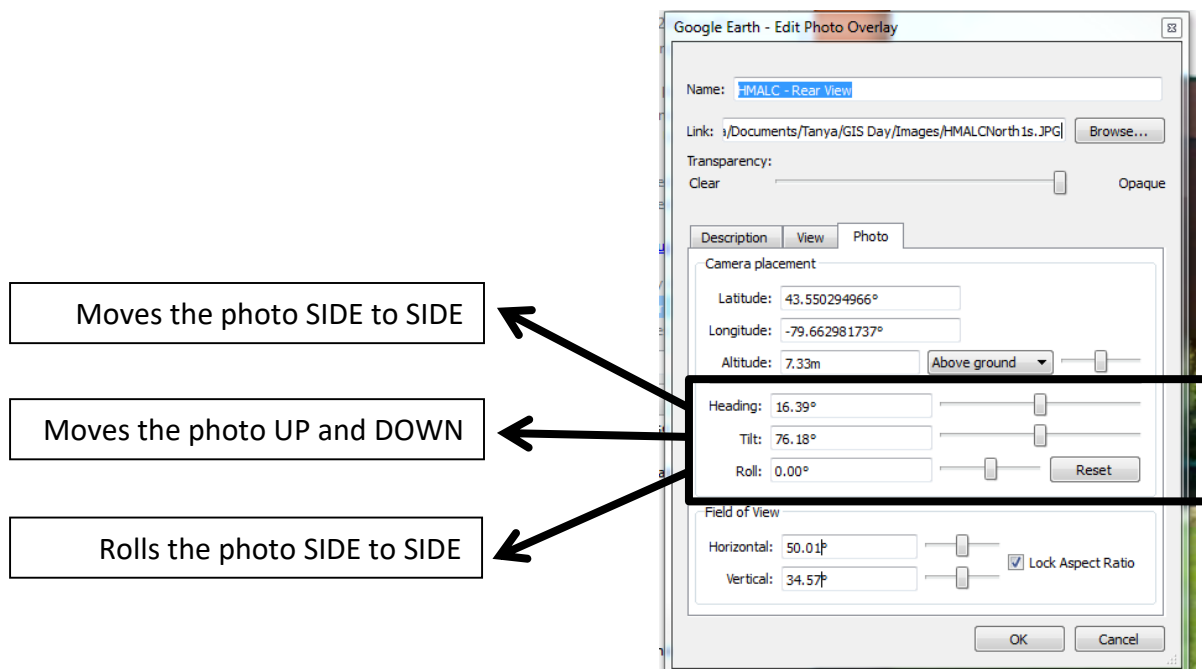 Google Earth - Edit Photo Overlay
Name: HMALC - Rear View
Link: a/Documents/Tanya/GIS Day/Images/HMALCNorth1s.JPG Browse...
Transparency:
Clear Opaque
Description View Photo
Camera placement
Latitude: 43.550294966°
Longitude: -79.662981737°
Altitude: 7.33m Above ground
Heading: 16.39°
Tilt: 76.18°
Roll: 0.00° Reset
Field of View
Horizontal: 50.01°
Vertical: 34.57°
Lock Aspect Ratio
OK Cancel
Moves the photo SIDE to SIDE
Moves the photo UP and DOWN
Rolls the photo SIDE to SIDE